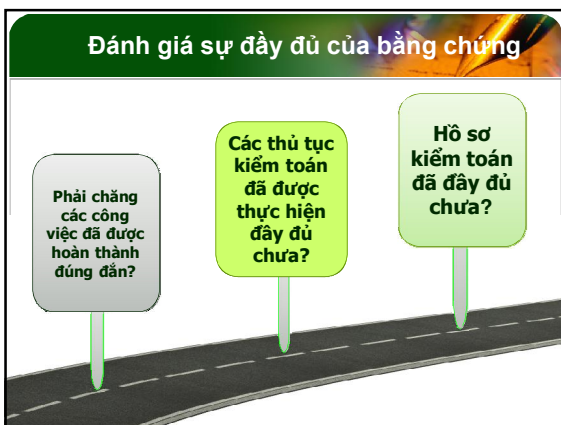 Đánh giá sự đầy đủ của bằng chứng
Phải chăng
các công
việc đã được
hoàn thành
đúng đắn?
Các thủ tục
kiểm toán
đã được
thực hiện
đầy đủ
chưa?
Hồ sơ
kiểm toán
đã đầy đủ
chưa?